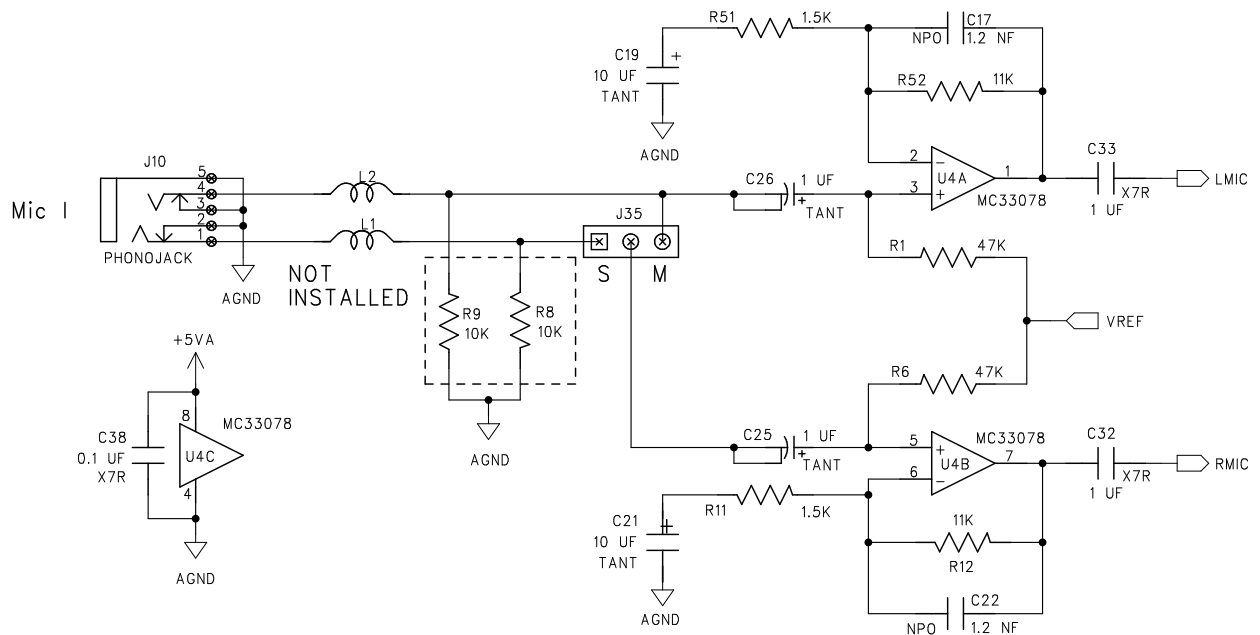 R51
1.5K
C17
NPO
1.2 NF
C19
+
10 UF
TANT
R52
11K
AGND
J10
5
4
3
2
1
Mic I
PHONOJACK
AGND
L2
L1
NOT
INSTALLED
J35
S
M
C26
1 UF
+
TANT
2
3
−
+
U4A
1
MC33078
C33
X7R
1 UF
LMIC
R1
47K
VREF
R9
10K
R8
10K
AGND
R6
47K
+5VA
8
MC33078
C38
0.1 UF
X7R
U4C
4
AGND
C25
1 UF
+
TANT
5
6
+
−
U4B
7
MC33078
C32
X7R
1 UF
RMIC
R11
1.5K
C21
+
10 UF
TANT
AGND
11K
R12
C22
NPO
1.2 NF